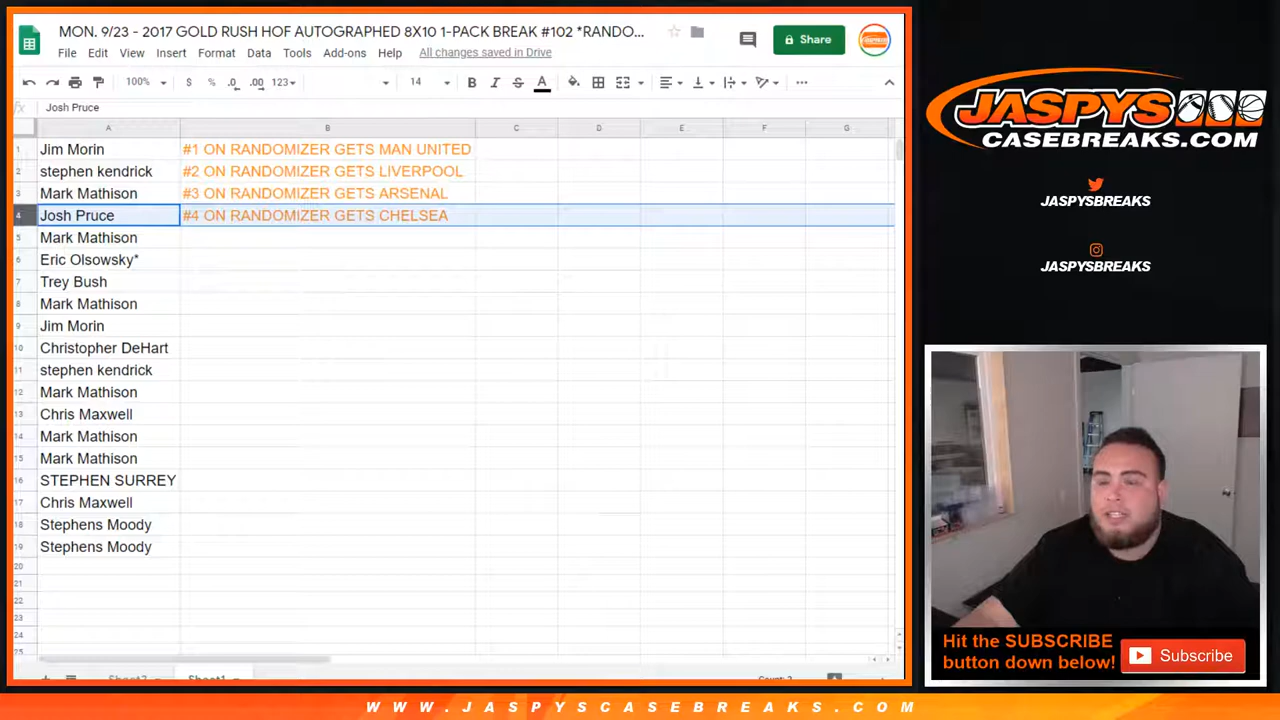 MON. 9/23 - 2017 GOLD RUSH HOF AUTOGRAPHED 8X10 1-PACK BREAK #102 *RANDO...
Share
File Edit View Insert Format Data Tools Add-ons Help All changes saved in Drive
100% $ % .0 .00 123 14 B I S A
fx Josh Pruce
A B C D E F G
1 Jim Morin #1 ON RANDOMIZER GETS MAN UNITED
2 stephen kendrick #2 ON RANDOMIZER GETS LIVERPOOL
3 Mark Mathison #3 ON RANDOMIZER GETS ARSENAL
4 Josh Pruce #4 ON RANDOMIZER GETS CHELSEA
5 Mark Mathison
6 Eric Olsowsky*
7 Trey Bush
8 Mark Mathison
9 Jim Morin
10 Christopher DeHart
11 stephen kendrick
12 Mark Mathison
13 Chris Maxwell
14 Mark Mathison
15 Mark Mathison
16 STEPHEN SURREY
17 Chris Maxwell
18 Stephens Moody
19 Stephens Moody
20
21
22
23
24
25
Sheet2 Sheet1 Count: 2
JASPYS
CASEBREAKS.COM
JASPYSBREAKS
JASPYSBREAKS
Hit the SUBSCRIBE
button down below!
Subscribe
WWW.JASPYSCASEBREAKS.COM